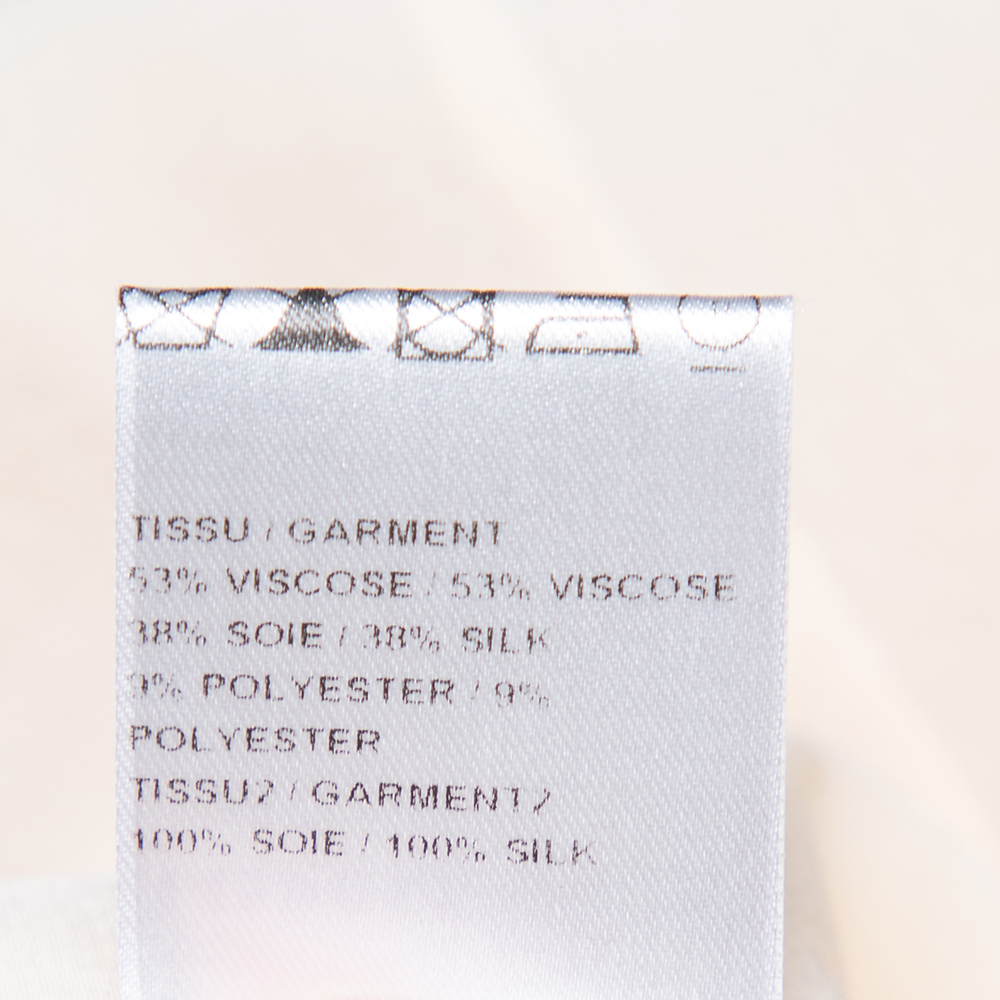 TISSU / GARMENT
53% VISCOSE / 53% VISCOSE
38% SOIE / 38% SILK
9% POLYESTER / 9%
POLYESTER
TISSU2 / GARMENT2
100% SOIE / 100% SILK